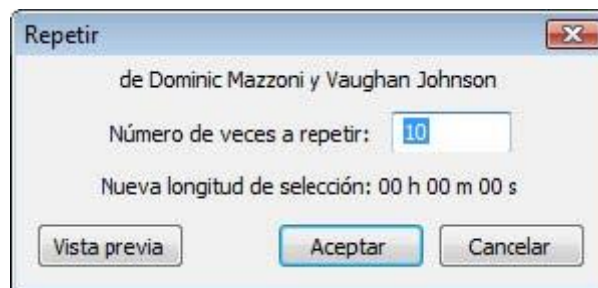 Repetir
de Dominic Mazzoni y Vaughan Johnson
Número de veces a repetir: 10
Nueva longitud de selección: 00 h 00 m 00 s
Vista previa Aceptar Cancelar